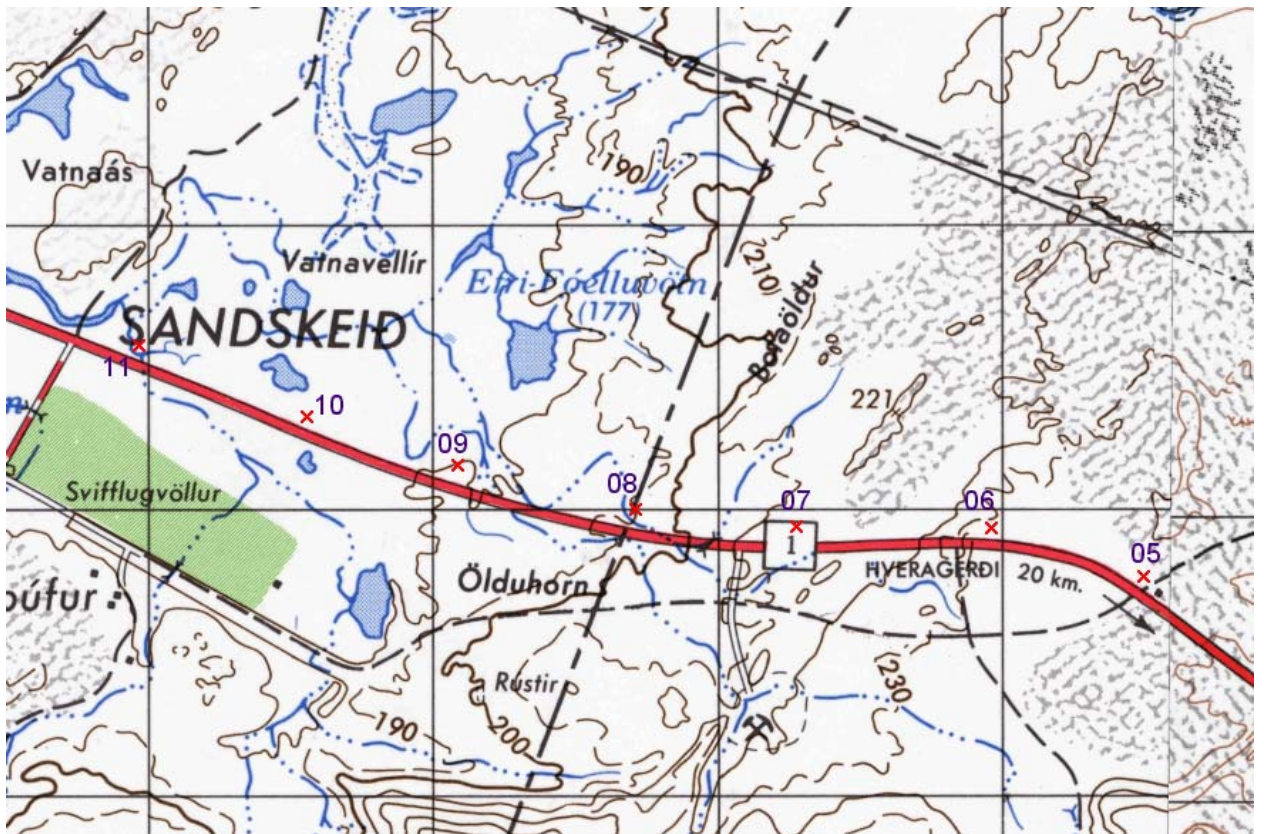 190
Vatnaás
Vatnavellir
210
Efri-Fóelluvötn
(177)
SANDSKEIÐ
Bolaöldur
11
10
221
09
08
07
06
Svifflugvöllur
1
05
HVERAGERÐI 20 km.
Ölduhorn
Rustir
230
190
200